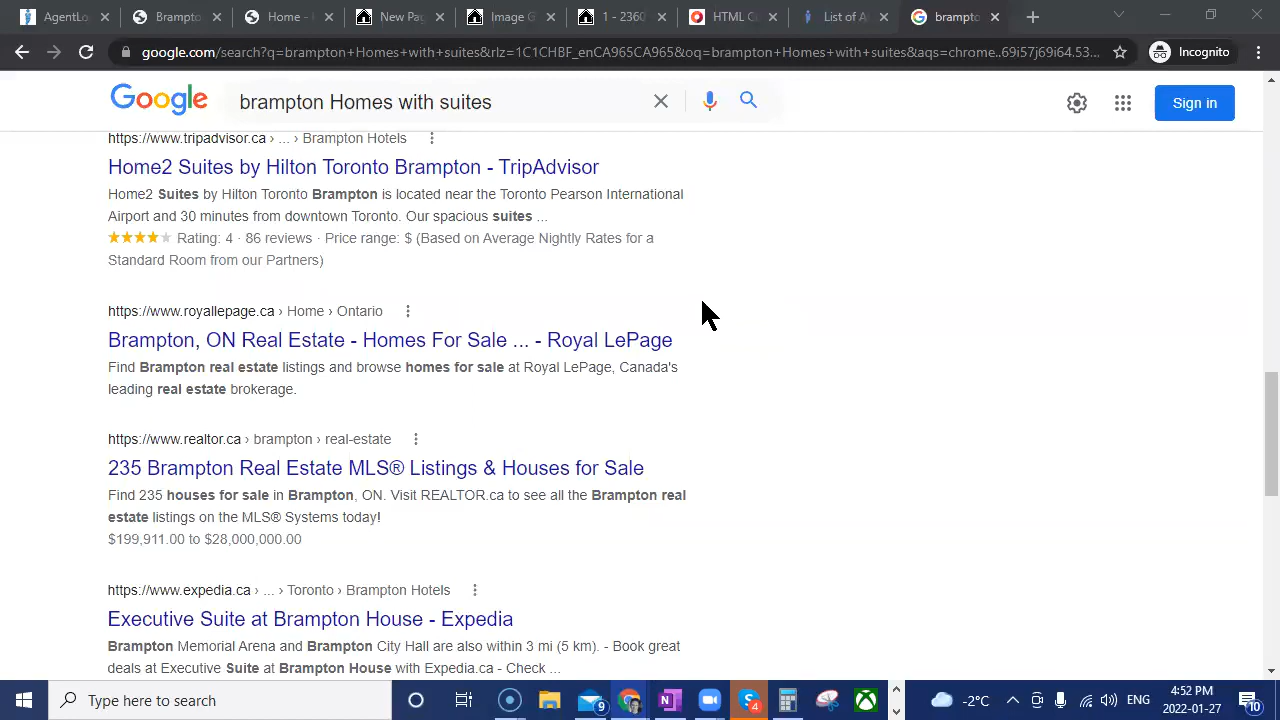 AgentLo
Brampto
Home -
New Pa
Image G
1 - 2360
HTML C
List of A
brampto
google.com/search?q=brampton+Homes+with+suites&rlz=1C1CHBF_enCA965CA965&oq=brampton+Homes+with+suites&aqs=chrome..69i57j69i64.53...
Incognito
Google
brampton Homes with suites
Sign in
https://www.tripadvisor.ca › ... › Brampton Hotels
Home2 Suites by Hilton Toronto Brampton - TripAdvisor
Home2 Suites by Hilton Toronto Brampton is located near the Toronto Pearson International
Airport and 30 minutes from downtown Toronto. Our spacious suites ...
Rating: 4 · 86 reviews · Price range: $ (Based on Average Nightly Rates for a
Standard Room from our Partners)
https://www.royallepage.ca › Home › Ontario
Brampton, ON Real Estate - Homes For Sale ... - Royal LePage
Find Brampton real estate listings and browse homes for sale at Royal LePage, Canada's
leading real estate brokerage.
https://www.realtor.ca › brampton › real-estate
235 Brampton Real Estate MLS® Listings & Houses for Sale
Find 235 houses for sale in Brampton, ON. Visit REALTOR.ca to see all the Brampton real
estate listings on the MLS® Systems today!
$199,911.00 to $28,000,000.00
https://www.expedia.ca › ... › Toronto › Brampton Hotels
Executive Suite at Brampton House - Expedia
Brampton Memorial Arena and Brampton City Hall are also within 3 mi (5 km). - Book great
deals at Executive Suite at Brampton House with Expedia.ca - Check ...
Type here to search
9
4
-2°C
ENG
4:52 PM
2022-01-27
10